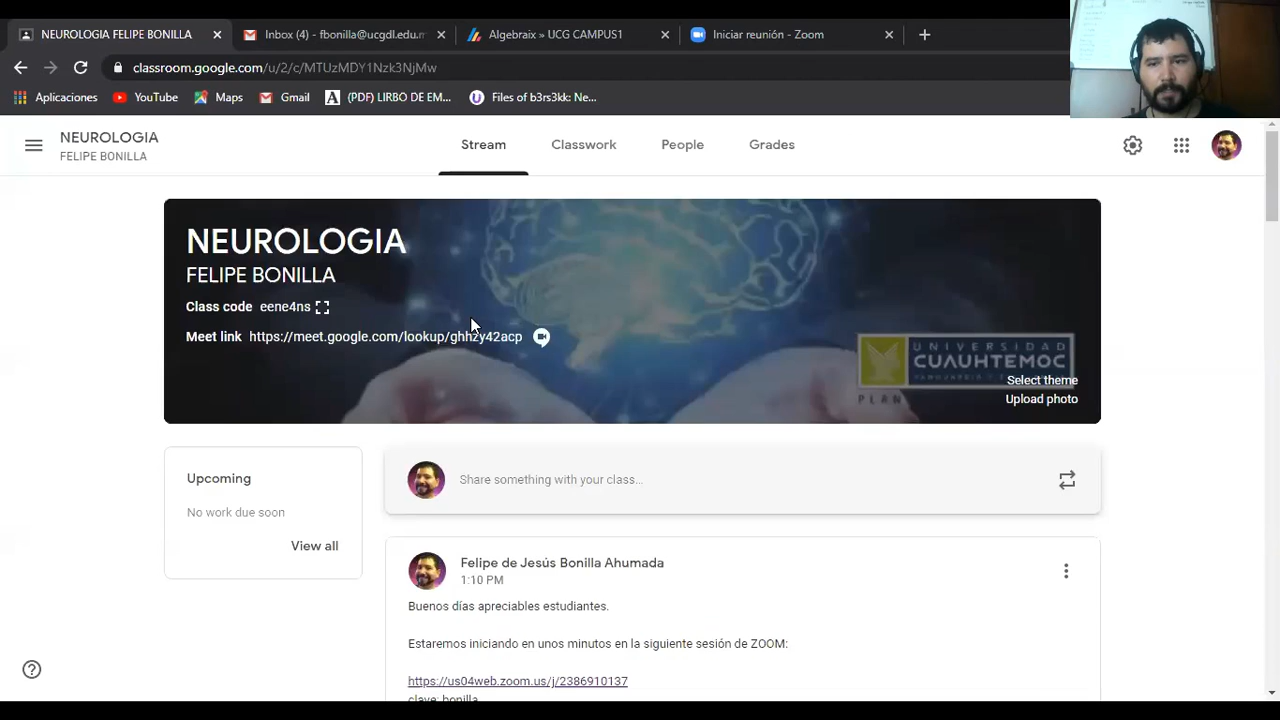 NEUROLOGIA FELIPE BONILLA
Inbox (4) - fbonilla@ucgdl.edu.m
Algebraix » UCG CAMPUS1
Iniciar reunión - Zoom
classroom.google.com/u/2/c/
Aplicaciones
YouTube
Maps
Gmail
(PDF) LIRBO DE EM...
Files of b3rs3kk: Ne...
NEUROLOGIA
FELIPE BONILLA
Stream
Classwork
People
Grades
NEUROLOGIA
FELIPE BONILLA
Class code eene4ns
Meet link https://meet.google.com/lookup/ghhzy42acp
UNIVERSIDAD
CUAUHTEMOC
PLAN
Select theme
Upload photo
Upcoming
No work due soon
View all
Share something with your class...
Felipe de Jesús Bonilla Ahumada
1:10 PM
Buenos días apreciables estudiantes.
Estaremos iniciando en unos minutos en la siguiente sesión de ZOOM:
https://us04web.zoom.us/j/2386910137
clave: bonilla